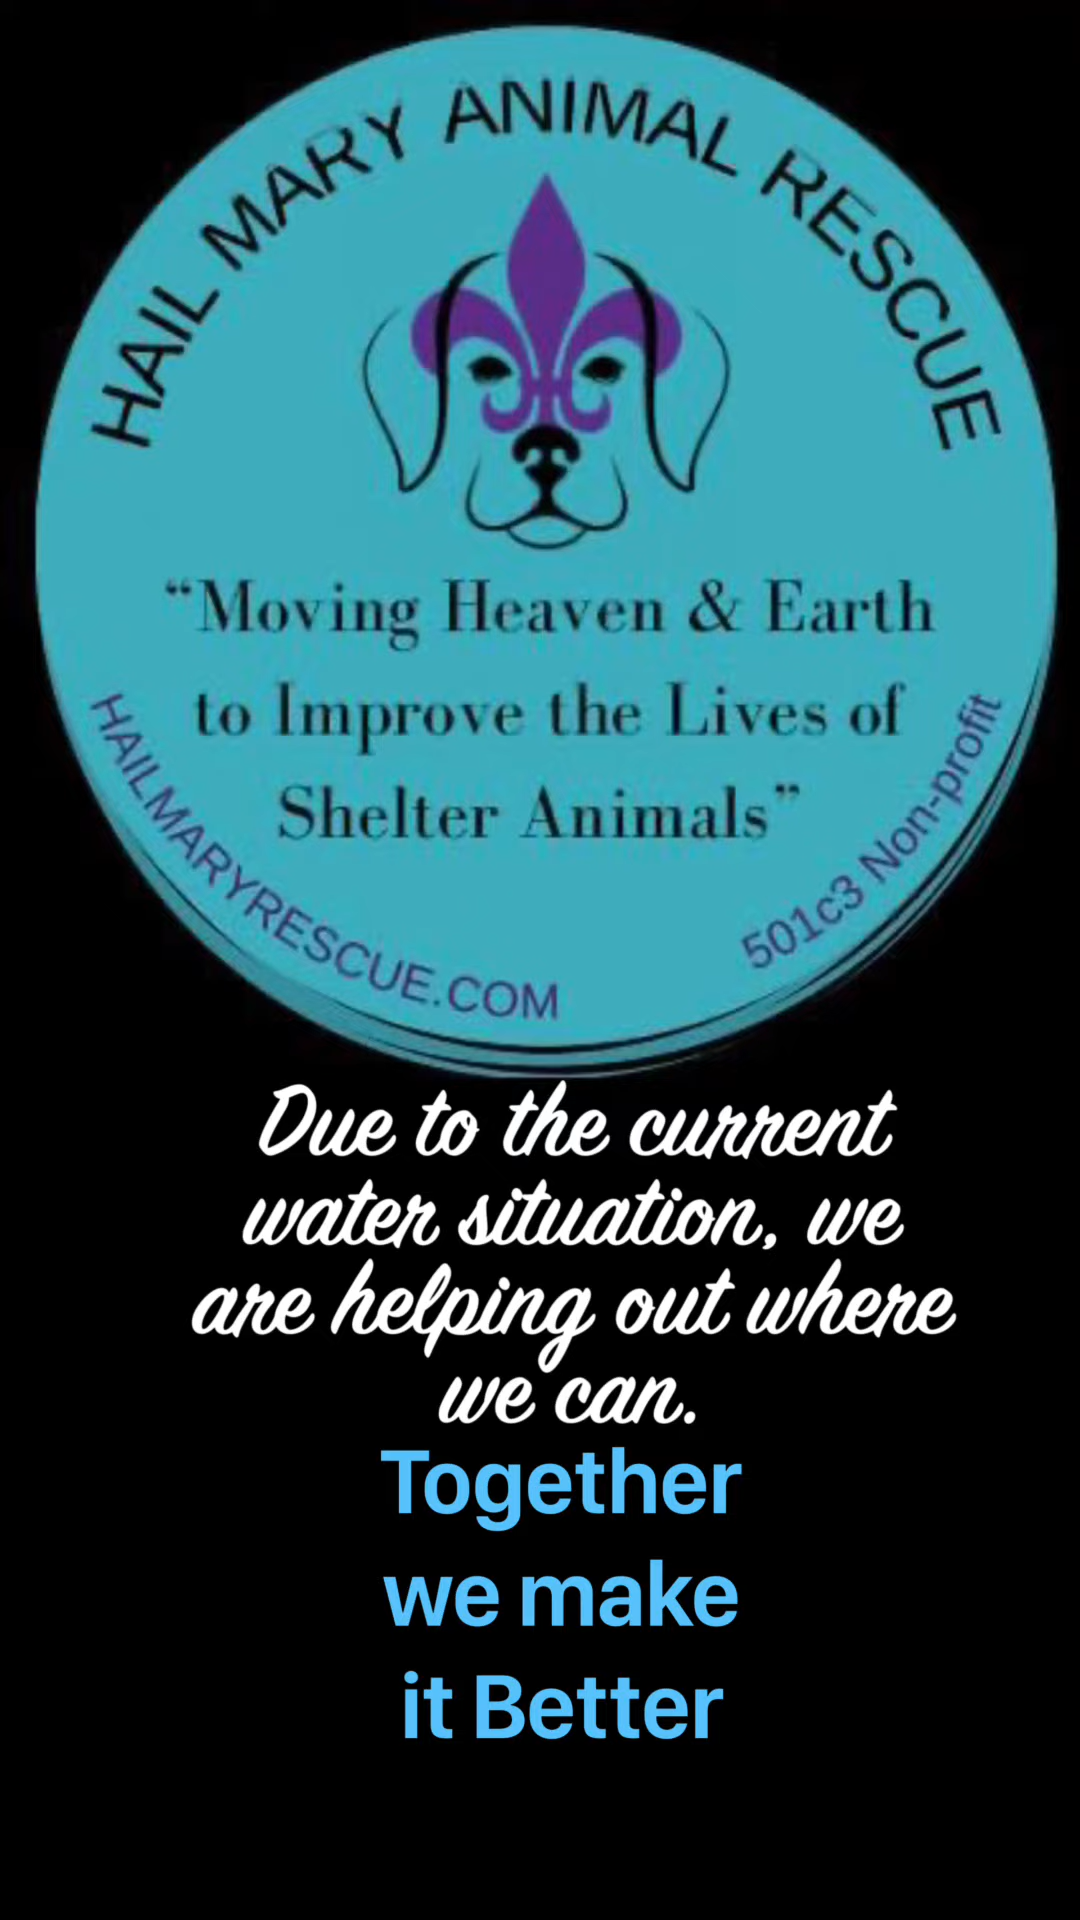 HAIL MARY ANIMAL RESCUE
“Moving Heaven & Earth
to Improve the Lives of
Shelter Animals”
HAILMARYRESCUE.COM
501c3 Non-profit
Due to the current
water situation, we
are helping out where
we can.
Together
we make
it Better